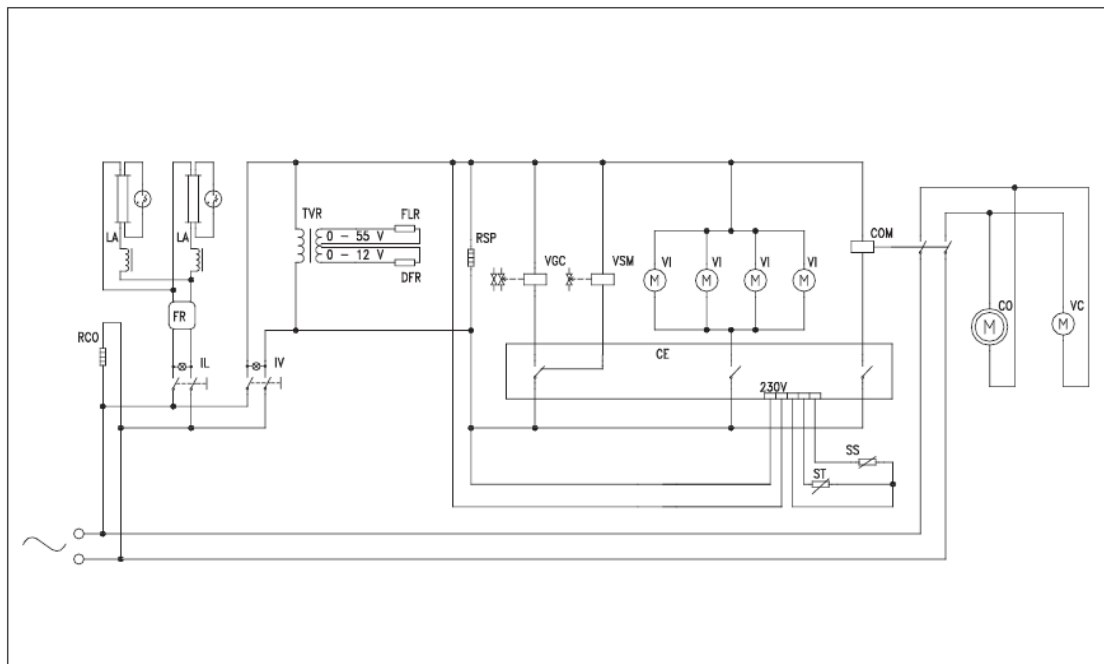 LA
LA
TVR
FLR
0 – 55 V
0 – 12 V
DFR
RSP
VGC
VSM
VI
VI
VI
VI
COM
CO
VC
FR
RCO
IL
IV
CE
230V
SS
ST
M
M
M
M
M
M